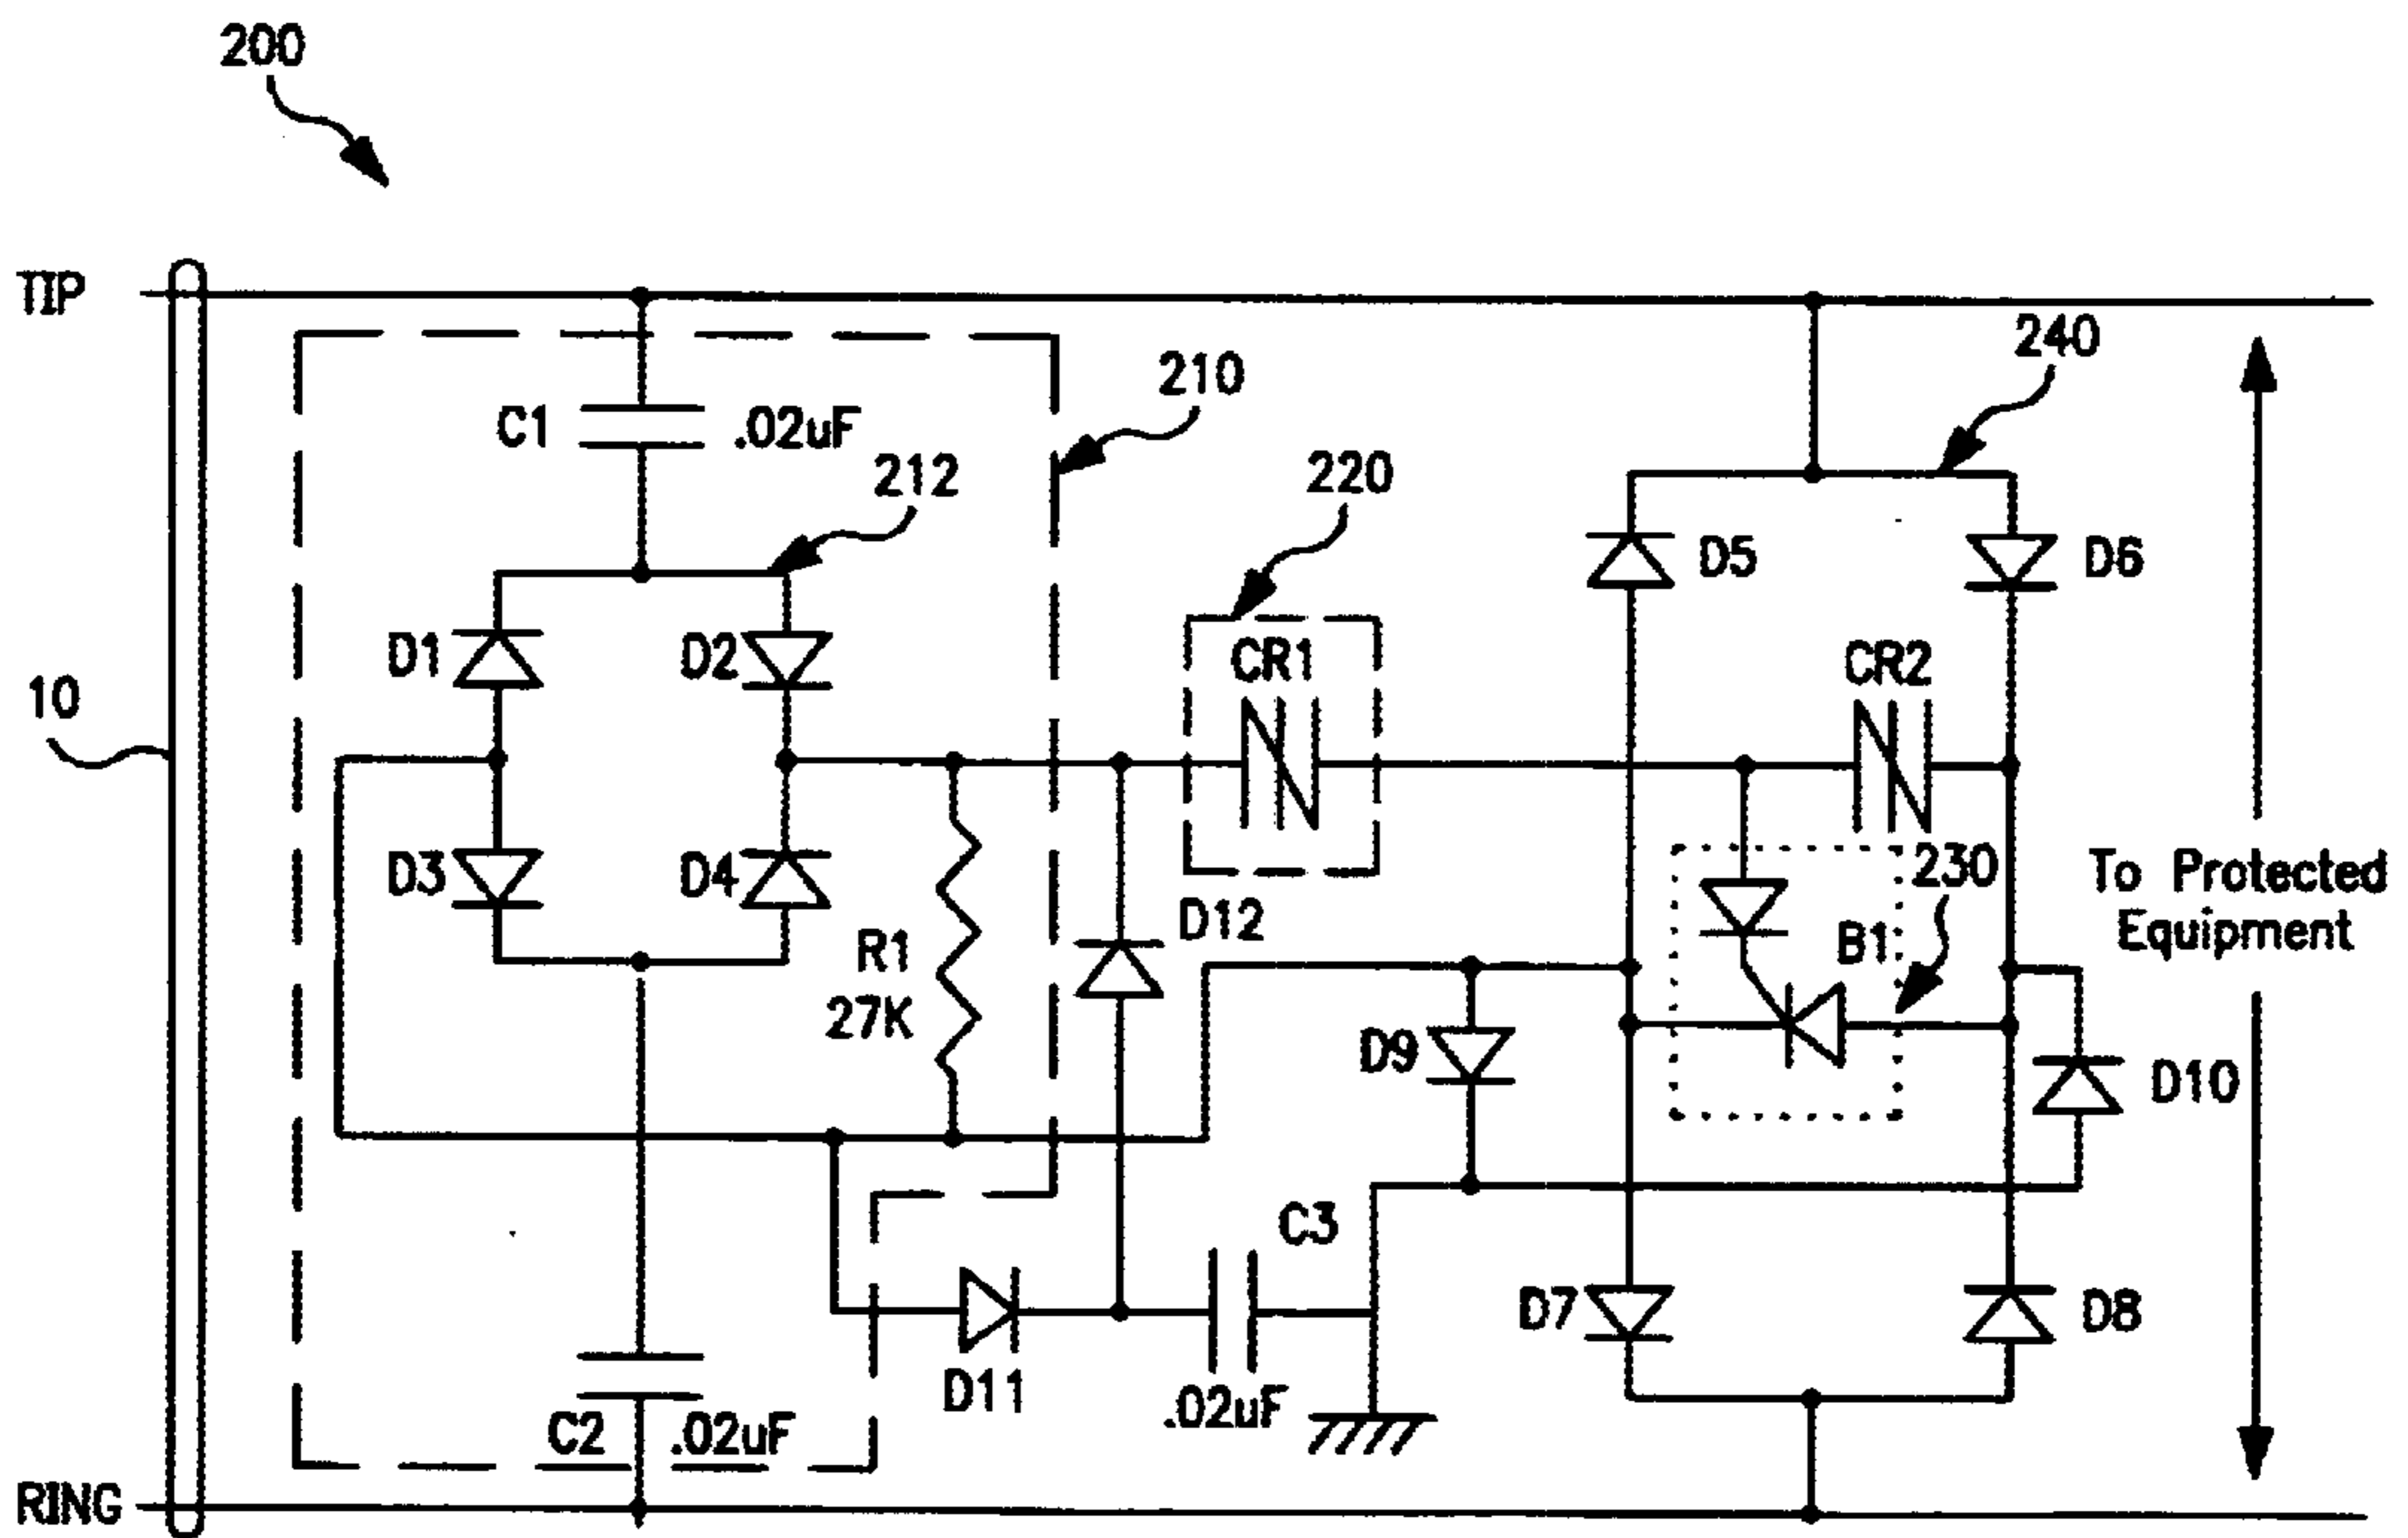 200
TIP
240
210
C1 .02uF
212
220
D5
D6
D1
D2
CR1
CR2
10
D3
D4
230
To Protected
Equipment
D12
B1
R1
27K
D9
D10
C3
D7
D8
D11
.02uF
C2 .02uF
RING